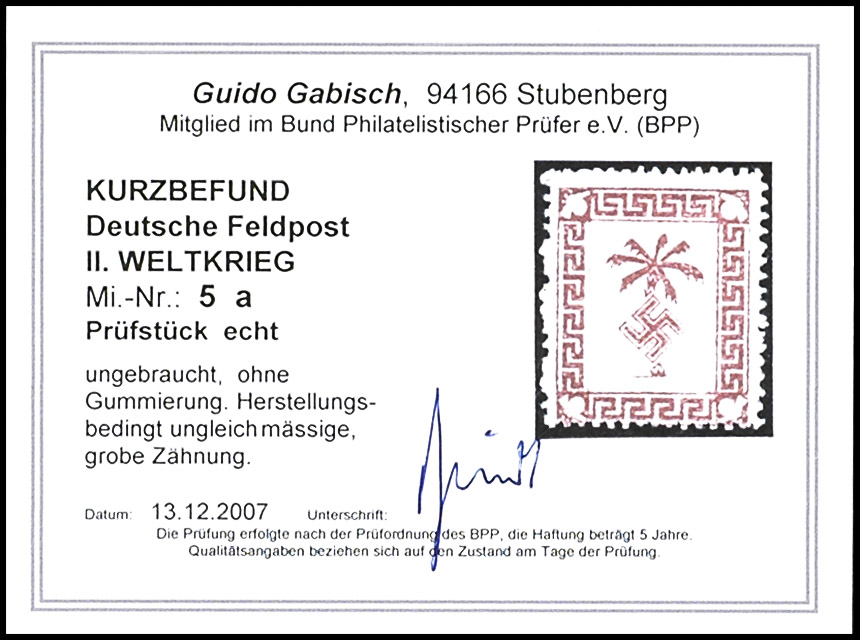 Guido Gabisch, 94166 Stubenberg
Mitglied im Bund Philatelistischer Prüfer e.V. (BPP)
KURZBEFUND
Deutsche Feldpost
II. WELTKRIEG
Mi.-Nr.: 5 a
Prüfstück echt
ungebraucht, ohne
Gummierung. Herstellungs-
bedingt ungleichmässige,
grobe Zähnung.
Datum: 13.12.2007 Unterschrift:
Die Prüfung erfolgte nach der Prüfordnung des BPP, die Haftung beträgt 5 Jahre.
Qualitätsangaben beziehen sich auf den Zustand am Tage der Prüfung.